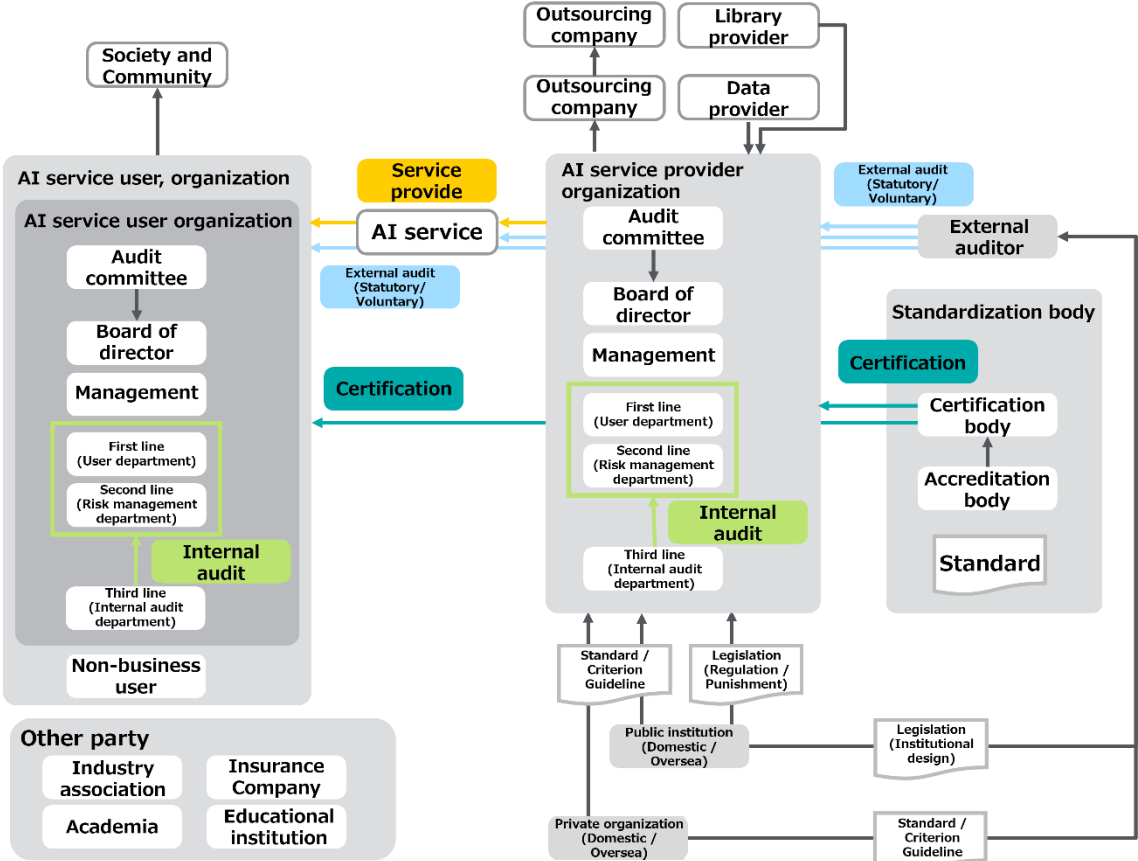 Outsourcing
company
Library
provider
Society and
Community
Outsourcing
company
Data
provider
AI service user, organization
AI service user organization
Audit
committee
Board of
director
Management
First line
(User department)
Second line
(Risk management
department)
Internal
audit
Third line
(Internal audit
department)
Non-business
user
Service
provide
AI service
External audit
(Statutory/
Voluntary)
Certification
AI service provider
organization
Audit
committee
Board of
director
Management
First line
(User department)
Second line
(Risk management
department)
Internal
audit
Third line
(Internal audit
department)
External audit
(Statutory/
Voluntary)
External
auditor
Standardization body
Certification
Certification
body
Accreditation
body
Standard
Standard /
Criterion
Guideline
Legislation
(Regulation /
Punishment)
Public institution
(Domestic /
Oversea)
Legislation
(Institutional
design)
Private organization
(Domestic /
Oversea)
Standard /
Criterion
Guideline
Other party
Industry
association
Insurance
Company
Academia
Educational
institution